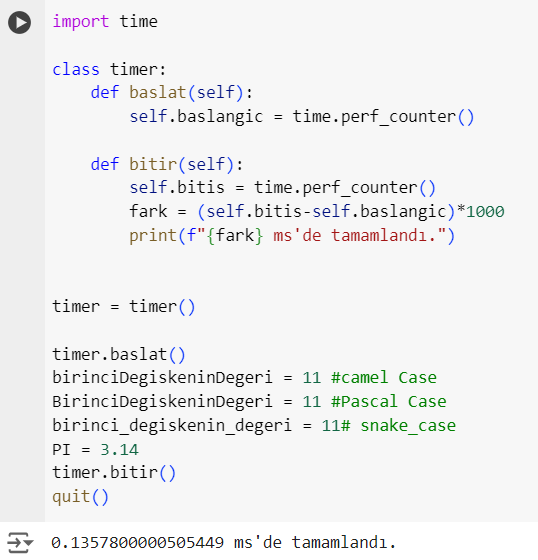 import time
class timer:
    def baslat(self):
        self.baslangic = time.perf_counter()
    def bitir(self):
        self.bitis = time.perf_counter()
        fark = (self.bitis-self.baslangic)*1000
        print(f"{fark} ms'de tamamlandı.")
timer = timer()
timer.baslat()
birinciDegiskeninDegeri = 11 #camel Case
BirinciDegiskeninDegeri = 11 #Pascal Case
birinci_degiskenin_degeri = 11# snake_case
PI = 3.14
timer.bitir()
quit()
0.1357800000505449 ms'de tamamlandı.